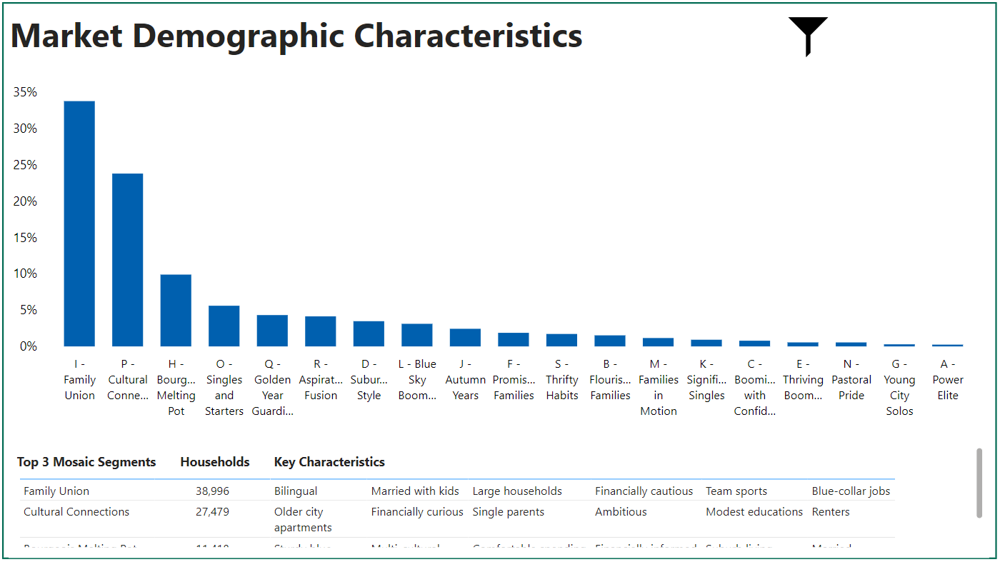 Market Demographic Characteristics
35%
30%
25%
20%
15%
10%
5%
0%
I -
Family
Union
P -
Cultural
Conne...
H -
Bourg...
Melting
Pot
O -
Singles
and
Starters
Q -
Golden
Year
Guardi...
R -
Aspirat...
Fusion
D -
Subur...
Style
L - Blue
Sky
Boom...
J -
Autumn
Years
F -
Promis...
Families
S -
Thrifty
Habits
B -
Flouris...
Families
M -
Families
in
Motion
K -
Signifi...
Singles
C -
Boomi...
with
Confid...
E -
Thriving
Boom...
N -
Pastoral
Pride
G -
Young
City
Solos
A -
Power
Elite
Top 3 Mosaic Segments Households Key Characteristics
Family Union 38,996 Bilingual Married with kids Large households Financially cautious Team sports Blue-collar jobs
Cultural Connections 27,479 Older city apartments Financially curious Single parents Ambitious Modest educations Renters